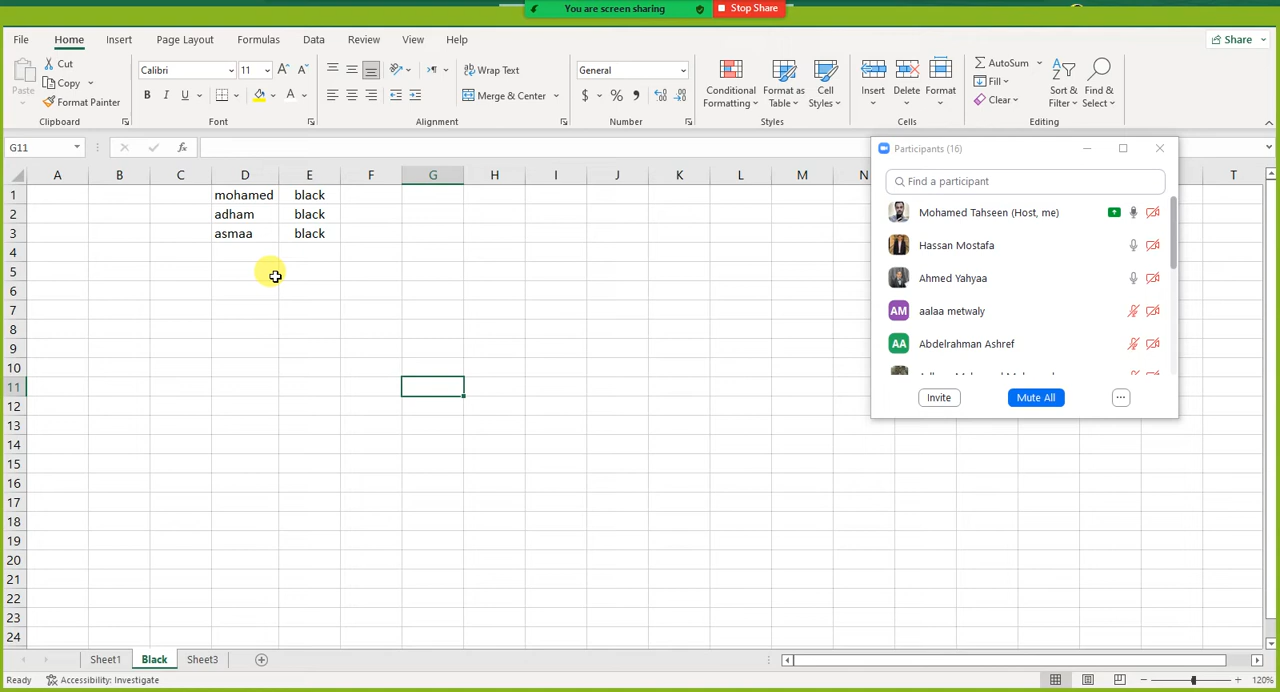 You are screen sharing Stop Share
File Home Insert Page Layout Formulas Data Review View Help Share
Paste Cut Copy Format Painter Clipboard
Calibri 11 B I U A Font
Wrap Text Merge & Center Alignment
General $ % , Number
Conditional Formatting Format as Table Cell Styles Styles
Insert Delete Format Cells
AutoSum Fill Clear Sort & Filter Find & Select Editing
G11 fx
A B C D E F G H I J K L M N T
1 mohamed black
2 adham black
3 asmaa black
4
5
6
7
8
9
10
11
12
13
14
15
16
17
18
19
20
21
22
23
24
Participants (16)
Find a participant
Mohamed Tahseen (Host, me)
Hassan Mostafa
Ahmed Yahyaa
AM aalaa metwaly
AA Abdelrahman Ashref
Invite Mute All ...
Sheet1 Black Sheet3
Ready Accessibility: Investigate 120%